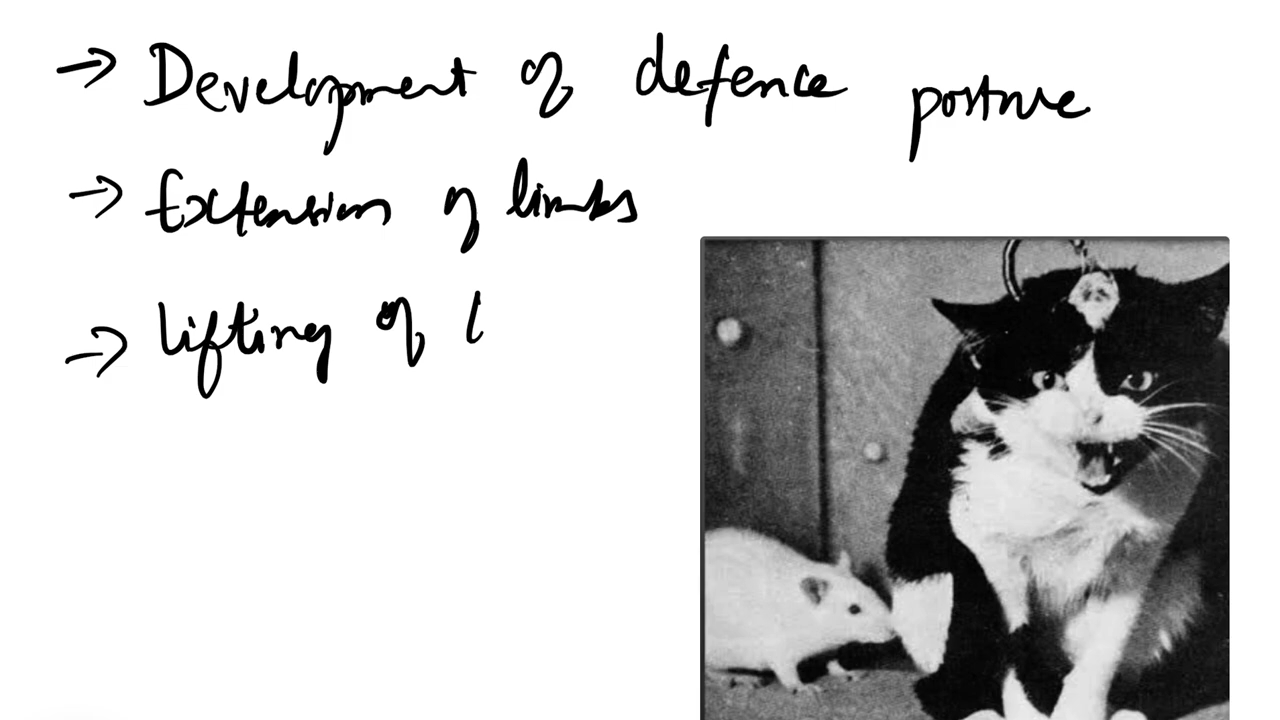 → Development of defence posture
→ Extension of limbs
→ lifting of